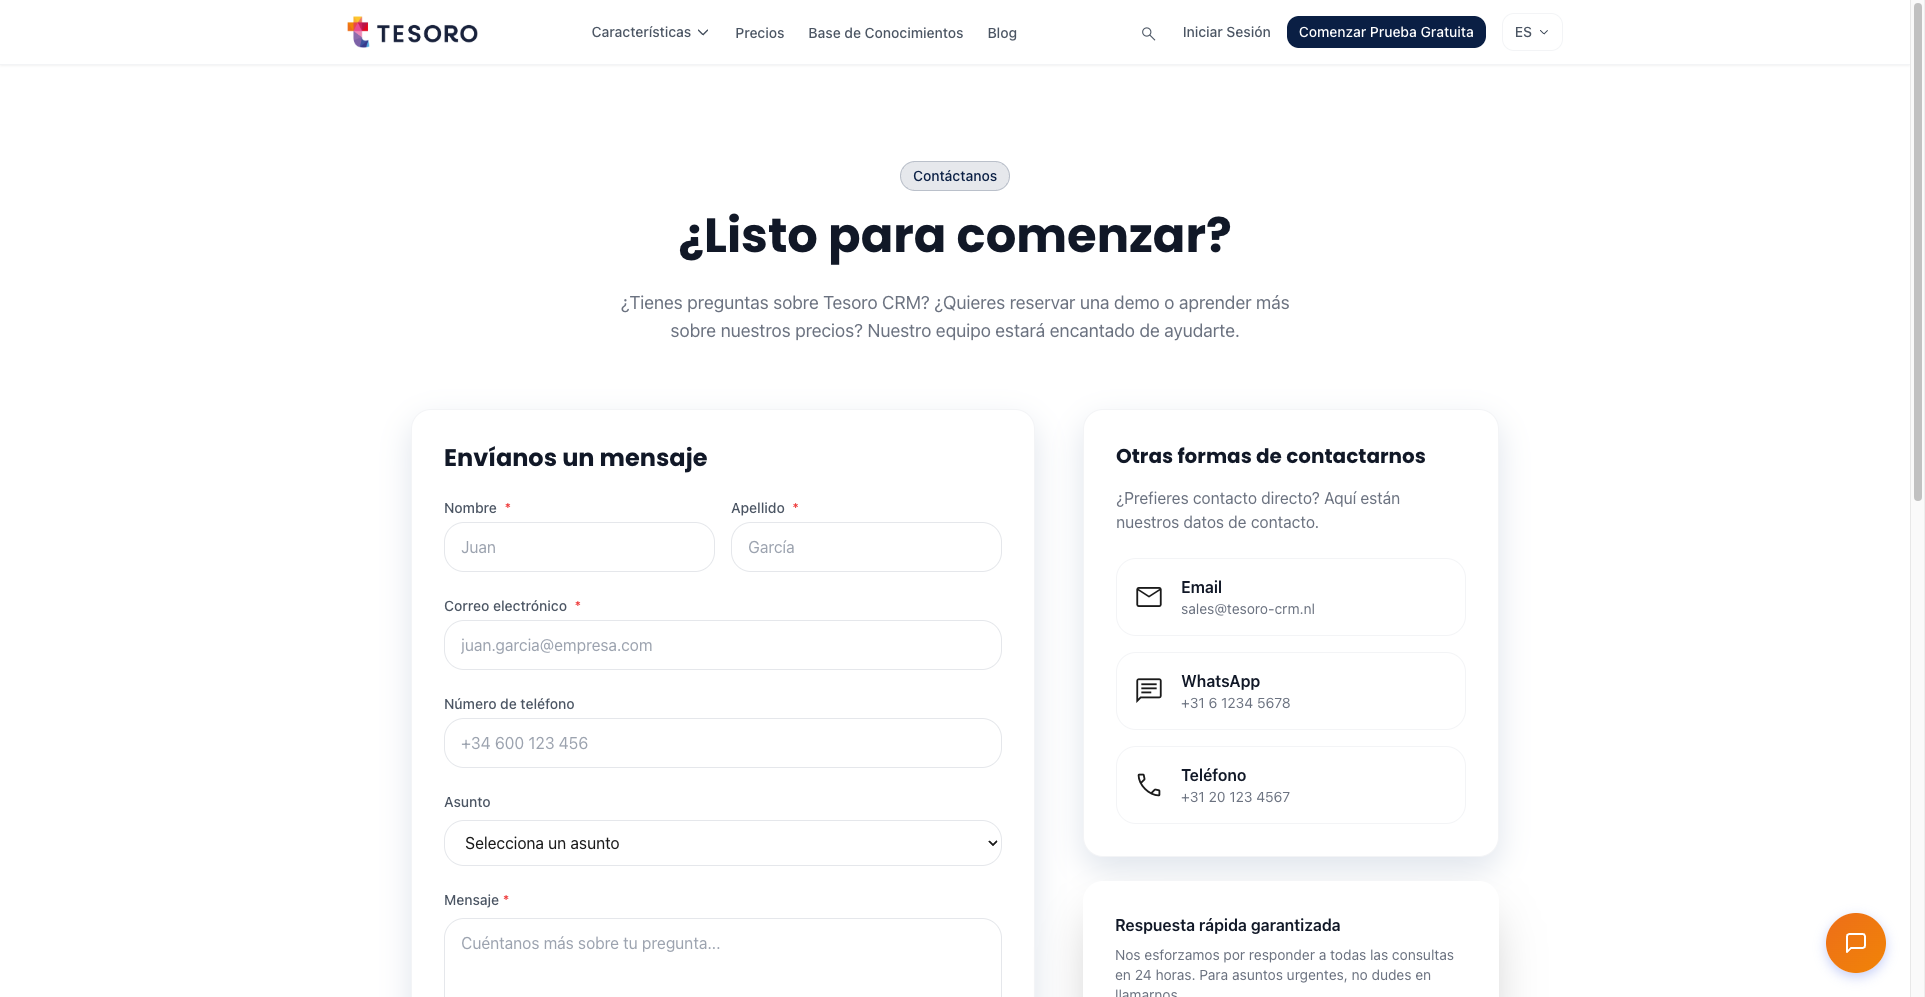 TESORO
Características
Precios
Base de Conocimientos
Blog
Iniciar Sesión
Comenzar Prueba Gratuita
ES
Contáctanos
¿Listo para comenzar?
¿Tienes preguntas sobre Tesoro CRM? ¿Quieres reservar una demo o aprender más
sobre nuestros precios? Nuestro equipo estará encantado de ayudarte.
Envíanos un mensaje
Nombre *
Apellido *
Juan
García
Correo electrónico *
juan.garcia@empresa.com
Número de teléfono
+34 600 123 456
Asunto
Selecciona un asunto
Mensaje *
Cuéntanos más sobre tu pregunta...
Otras formas de contactarnos
¿Prefieres contacto directo? Aquí están
nuestros datos de contacto.
Email
sales@tesoro-crm.nl
WhatsApp
+31 6 1234 5678
Teléfono
+31 20 123 4567
Respuesta rápida garantizada
Nos esforzamos por responder a todas las consultas
en 24 horas. Para asuntos urgentes, no dudes en
llamarnos